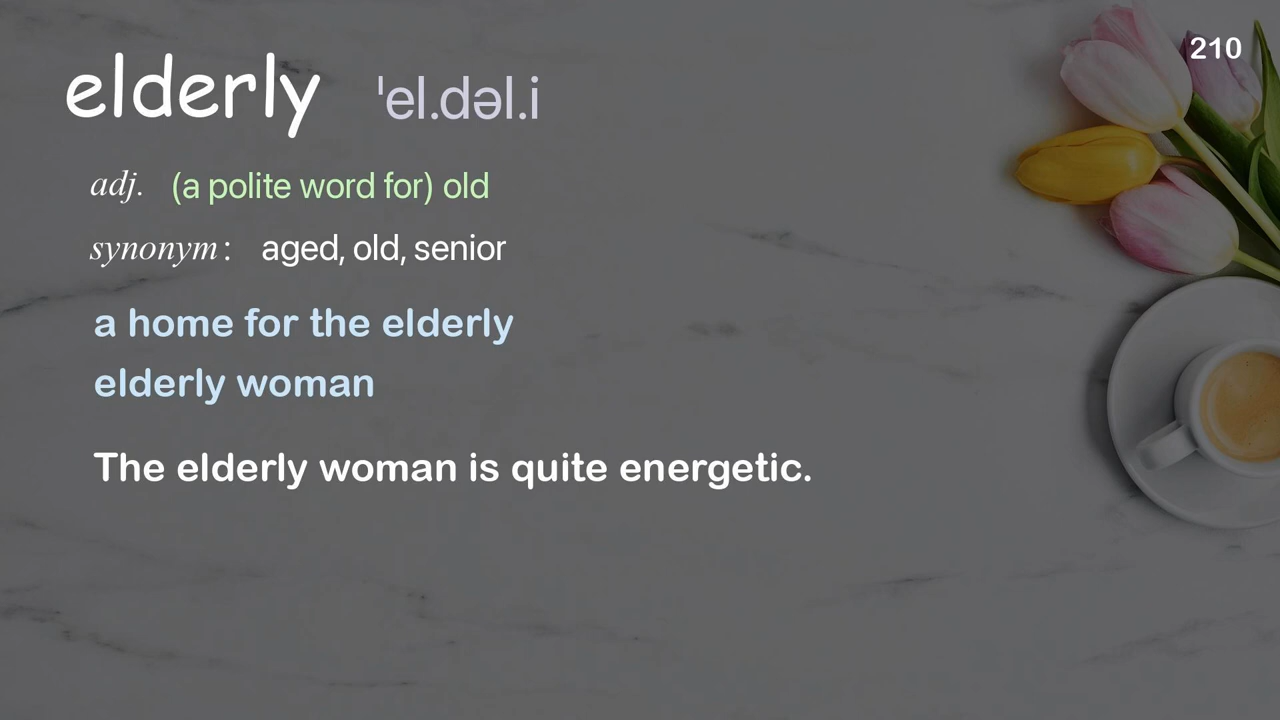 210
elderly ˈel.dəl.i
adj. (a polite word for) old
synonym: aged, old, senior
a home for the elderly
elderly woman
The elderly woman is quite energetic.